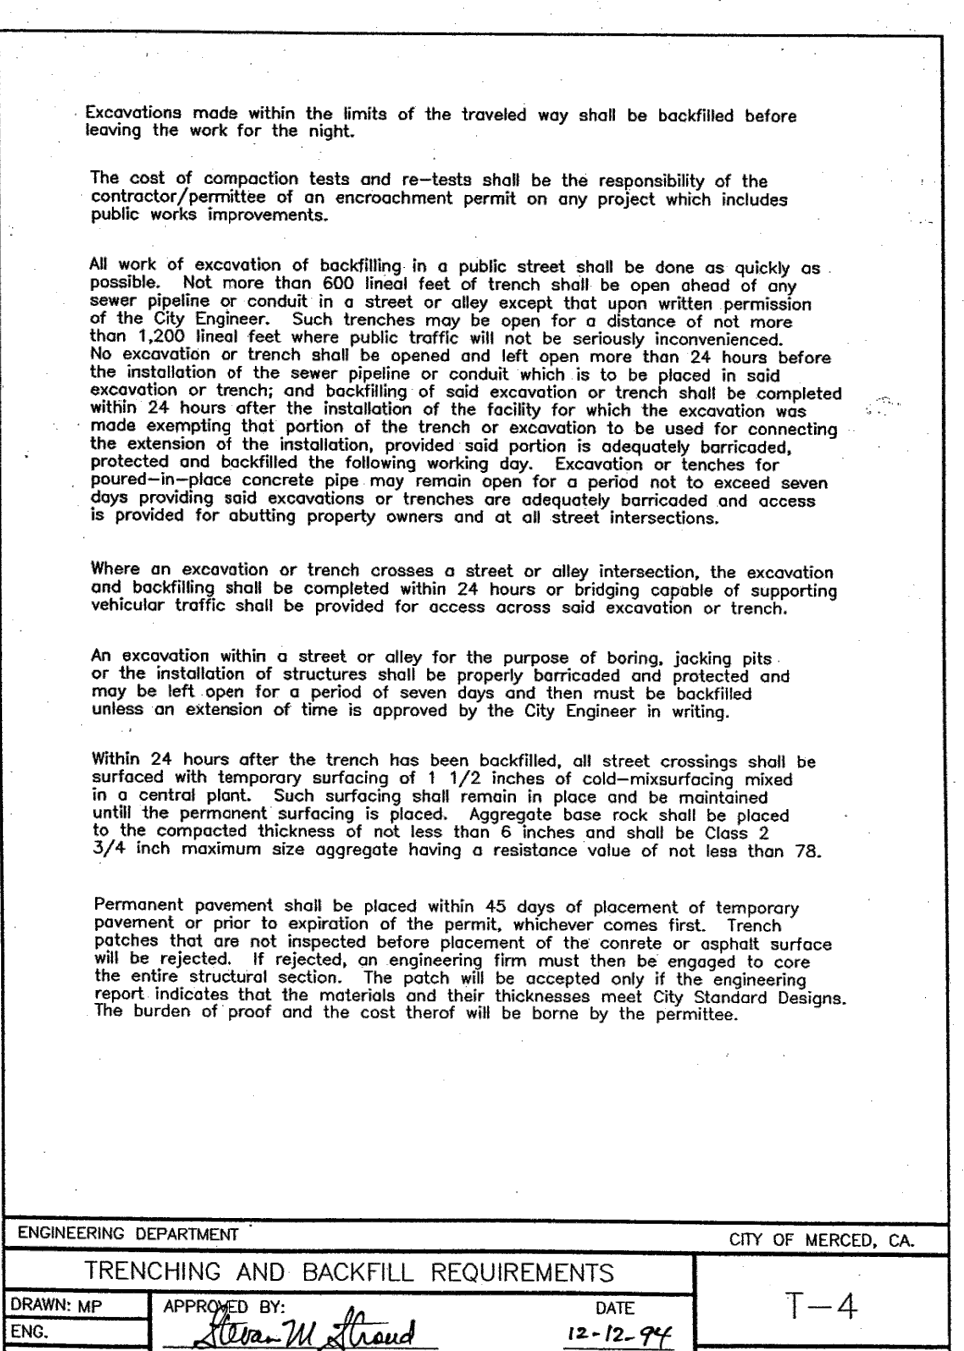 Excavations made within the limits of the traveled way shall be backfilled before
leaving the work for the night.
The cost of compaction tests and re-tests shall be the responsibility of the
contractor/permittee of an encroachment permit on any project which includes
public works improvements.
All work of excavation of backfilling in a public street shall be done as quickly as
possible. Not more than 600 lineal feet of trench shall be open ahead of any
sewer pipeline or conduit in a street or alley except that upon written permission
of the City Engineer. Such trenches may be open for a distance of not more
than 1,200 lineal feet where public traffic will not be seriously inconvenienced.
No excavation or trench shall be opened and left open more than 24 hours before
the installation of the sewer pipeline or conduit which is to be placed in said
excavation or trench; and backfilling of said excavation or trench shall be completed
within 24 hours after the installation of the facility for which the excavation was
made exempting that portion of the trench or excavation to be used for connecting
the extension of the installation, provided said portion is adequately barricaded,
protected and backfilled the following working day. Excavation or tenches for
poured-in-place concrete pipe may remain open for a period not to exceed seven
days providing said excavations or trenches are adequately barricaded and access
is provided for abutting property owners and at all street intersections.
Where an excavation or trench crosses a street or alley intersection, the excavation
and backfilling shall be completed within 24 hours or bridging capable of supporting
vehicular traffic shall be provided for access across said excavation or trench.
An excavation within a street or alley for the purpose of boring, jacking pits
or the installation of structures shall be properly barricaded and protected and
may be left open for a period of seven days and then must be backfilled
unless an extension of time is approved by the City Engineer in writing.
Within 24 hours after the trench has been backfilled, all street crossings shall be
surfaced with temporary surfacing of 1 1/2 inches of cold-mixsurfacing mixed
in a central plant. Such surfacing shall remain in place and be maintained
untill the permanent surfacing is placed. Aggregate base rock shall be placed
to the compacted thickness of not less than 6 inches and shall be Class 2
3/4 inch maximum size aggregate having a resistance value of not less than 78.
Permanent pavement shall be placed within 45 days of placement of temporary
pavement or prior to expiration of the permit, whichever comes first. Trench
patches that are not inspected before placement of the conrete or asphalt surface
will be rejected. If rejected, an engineering firm must then be engaged to core
the entire structural section. The patch will be accepted only if the engineering
report indicates that the materials and their thicknesses meet City Standard Designs.
The burden of proof and the cost therof will be borne by the permittee.
ENGINEERING DEPARTMENT
CITY OF MERCED, CA.
TRENCHING AND BACKFILL REQUIREMENTS
T-4
DRAWN: MP
APPROVED BY:
DATE
ENG.
Stevan M Stroud
12-12-94